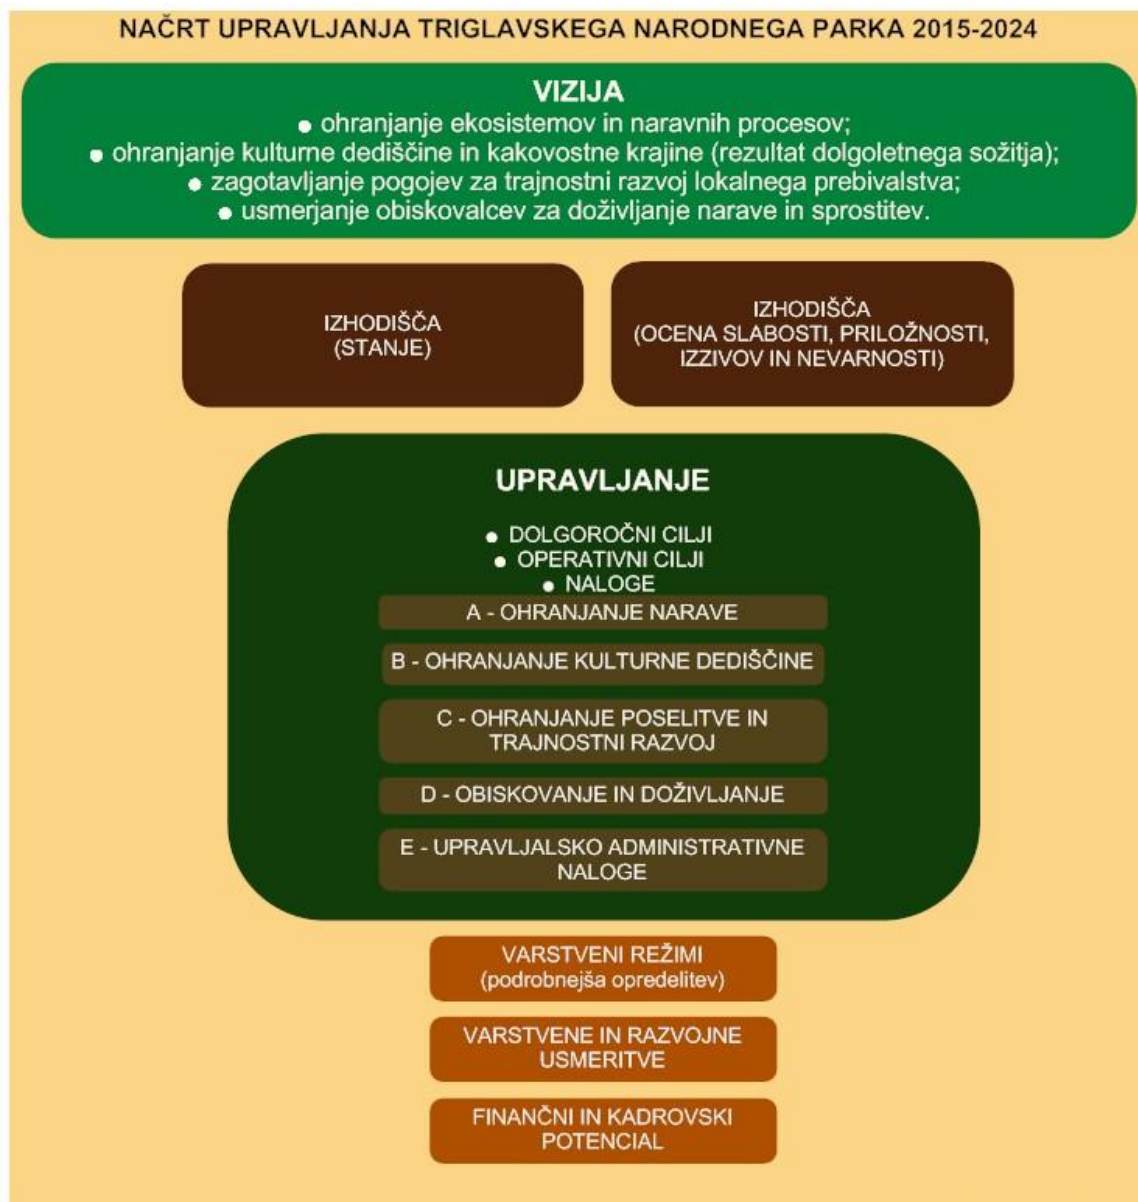 NAČRT UPRAVLJANJA TRIGLAVSKEGA NARODNEGA PARKA 2015-2024
VIZIJA
● ohranjanje ekosistemov in naravnih procesov;
● ohranjanje kulturne dediščine in kakovostne krajine (rezultat dolgoletnega sožitja);
● zagotavljanje pogojev za trajnostni razvoj lokalnega prebivalstva;
● usmerjanje obiskovalcev za doživljanje narave in sprostitev.
IZHODIŠČA
(STANJE)
IZHODIŠČA
(OCENA SLABOSTI, PRILOŽNOSTI,
IZZIVOV IN NEVARNOSTI)
UPRAVLJANJE
● DOLGOROČNI CILJI
● OPERATIVNI CILJI
● NALOGE
A - OHRANJANJE NARAVE
B - OHRANJANJE KULTURNE DEDIŠČINE
C - OHRANJANJE POSELITVE IN
TRAJNOSTNI RAZVOJ
D - OBISKOVANJE IN DOŽIVLJANJE
E - UPRAVLJALSKO ADMINISTRATIVNE
NALOGE
VARSTVENI REŽIMI
(podrobnejša opredelitev)
VARSTVENE IN RAZVOJNE
USMERITVE
FINANČNI IN KADROVSKI
POTENCIAL